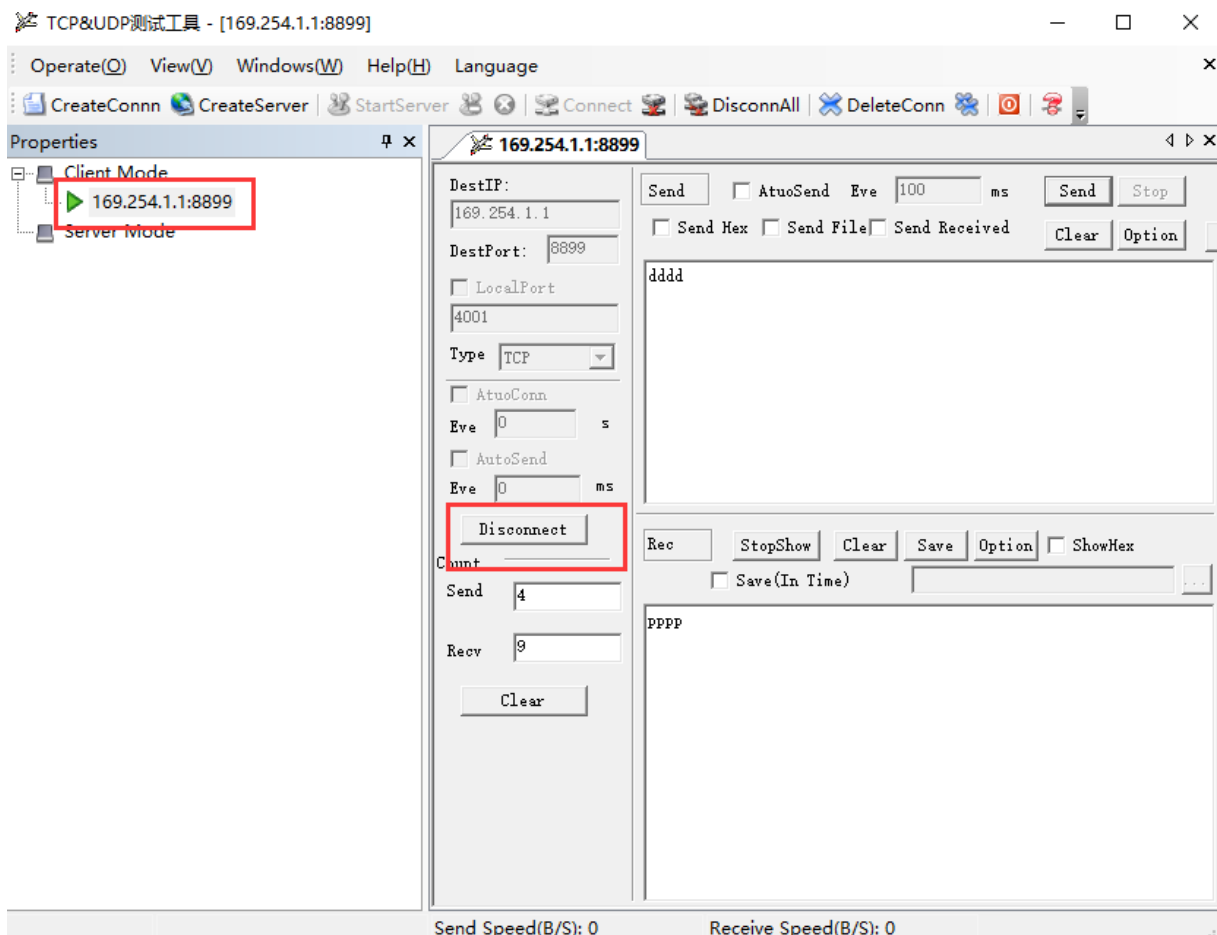 TCP&UDP测试工具 - [169.254.1.1:8899]
Operate(O) View(V) Windows(W) Help(H) Language
CreateConnn CreateServer StartServer Connect DisconnAll DeleteConn
Properties
169.254.1.1:8899
Client Mode
169.254.1.1:8899
Server Mode
DestIP:
169.254.1.1
DestPort: 8899
LocalPort
4001
Type TCP
AtuoConn
Eve 0 s
AutoSend
Eve 0 ms
Disconnect
Count
Send 4
Recv 9
Clear
Send AtuoSend Eve 100 ms Send Stop
Send Hex Send File Send Received Clear Option
dddd
Rec StopShow Clear Save Option ShowHex
Save(In Time) ...
pppp
Send Speed(B/S): 0 Receive Speed(B/S): 0